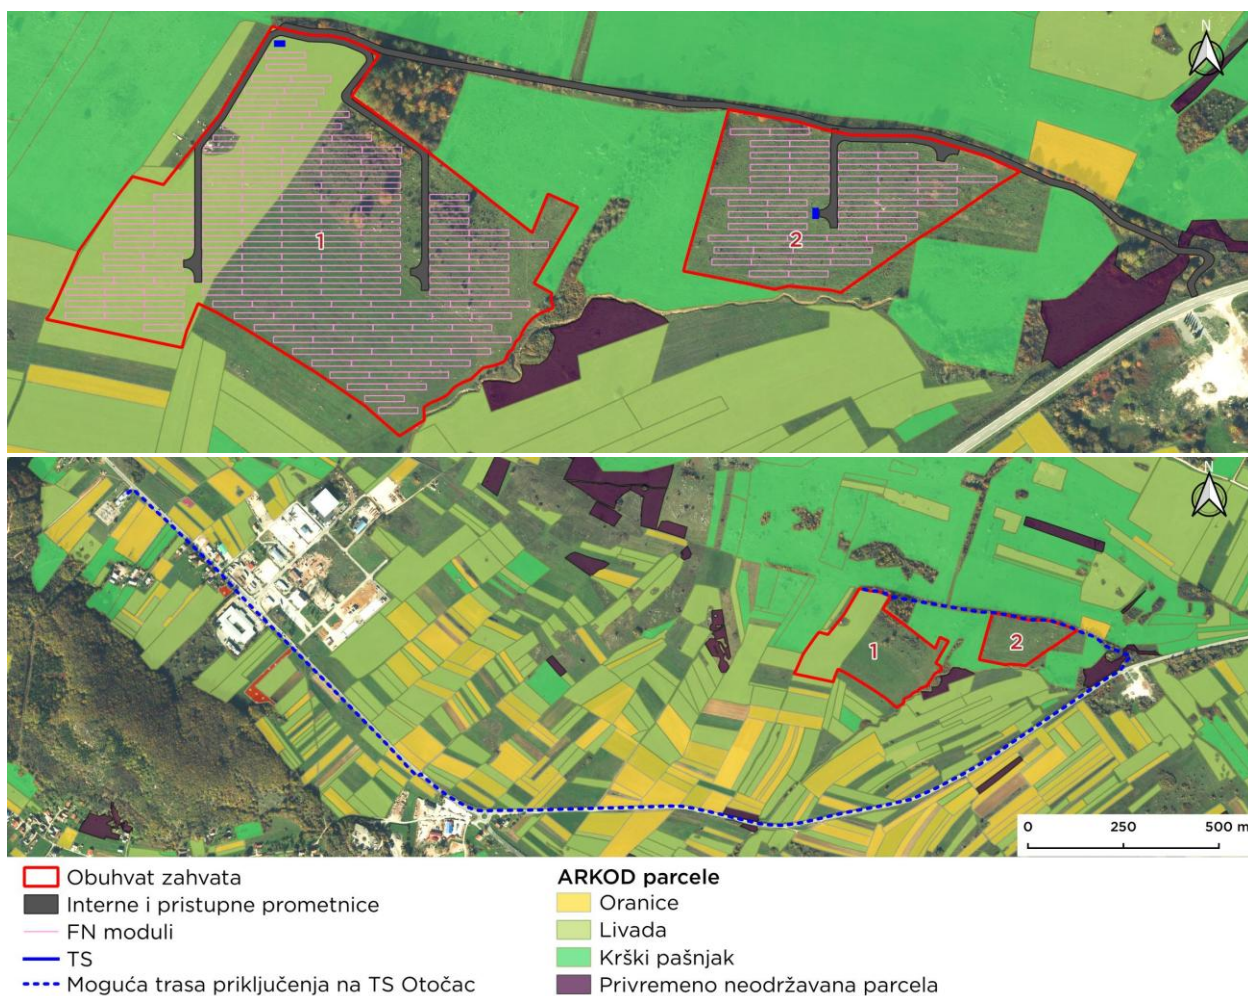 N
1
2
N
1
2
0 250 500 m
Obuhvat zahvata
Interne i pristupne prometnice
FN moduli
TS
Moguća trasa priključenja na TS Otočac
ARKOD parcele
Oranice
Livada
Krški pašnjak
Privremeno neodržavana parcela